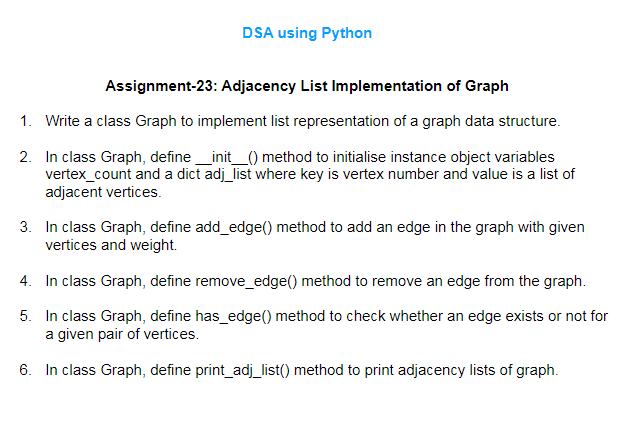 DSA using Python
Assignment-23: Adjacency List Implementation of Graph
1. Write a class Graph to implement list representation of a graph data structure.
2. In class Graph, define __init__() method to initialise instance object variables
vertex_count and a dict adj_list where key is vertex number and value is a list of
adjacent vertices.
3. In class Graph, define add_edge() method to add an edge in the graph with given
vertices and weight.
4. In class Graph, define remove_edge() method to remove an edge from the graph.
5. In class Graph, define has_edge() method to check whether an edge exists or not for
a given pair of vertices.
6. In class Graph, define print_adj_list() method to print adjacency lists of graph.